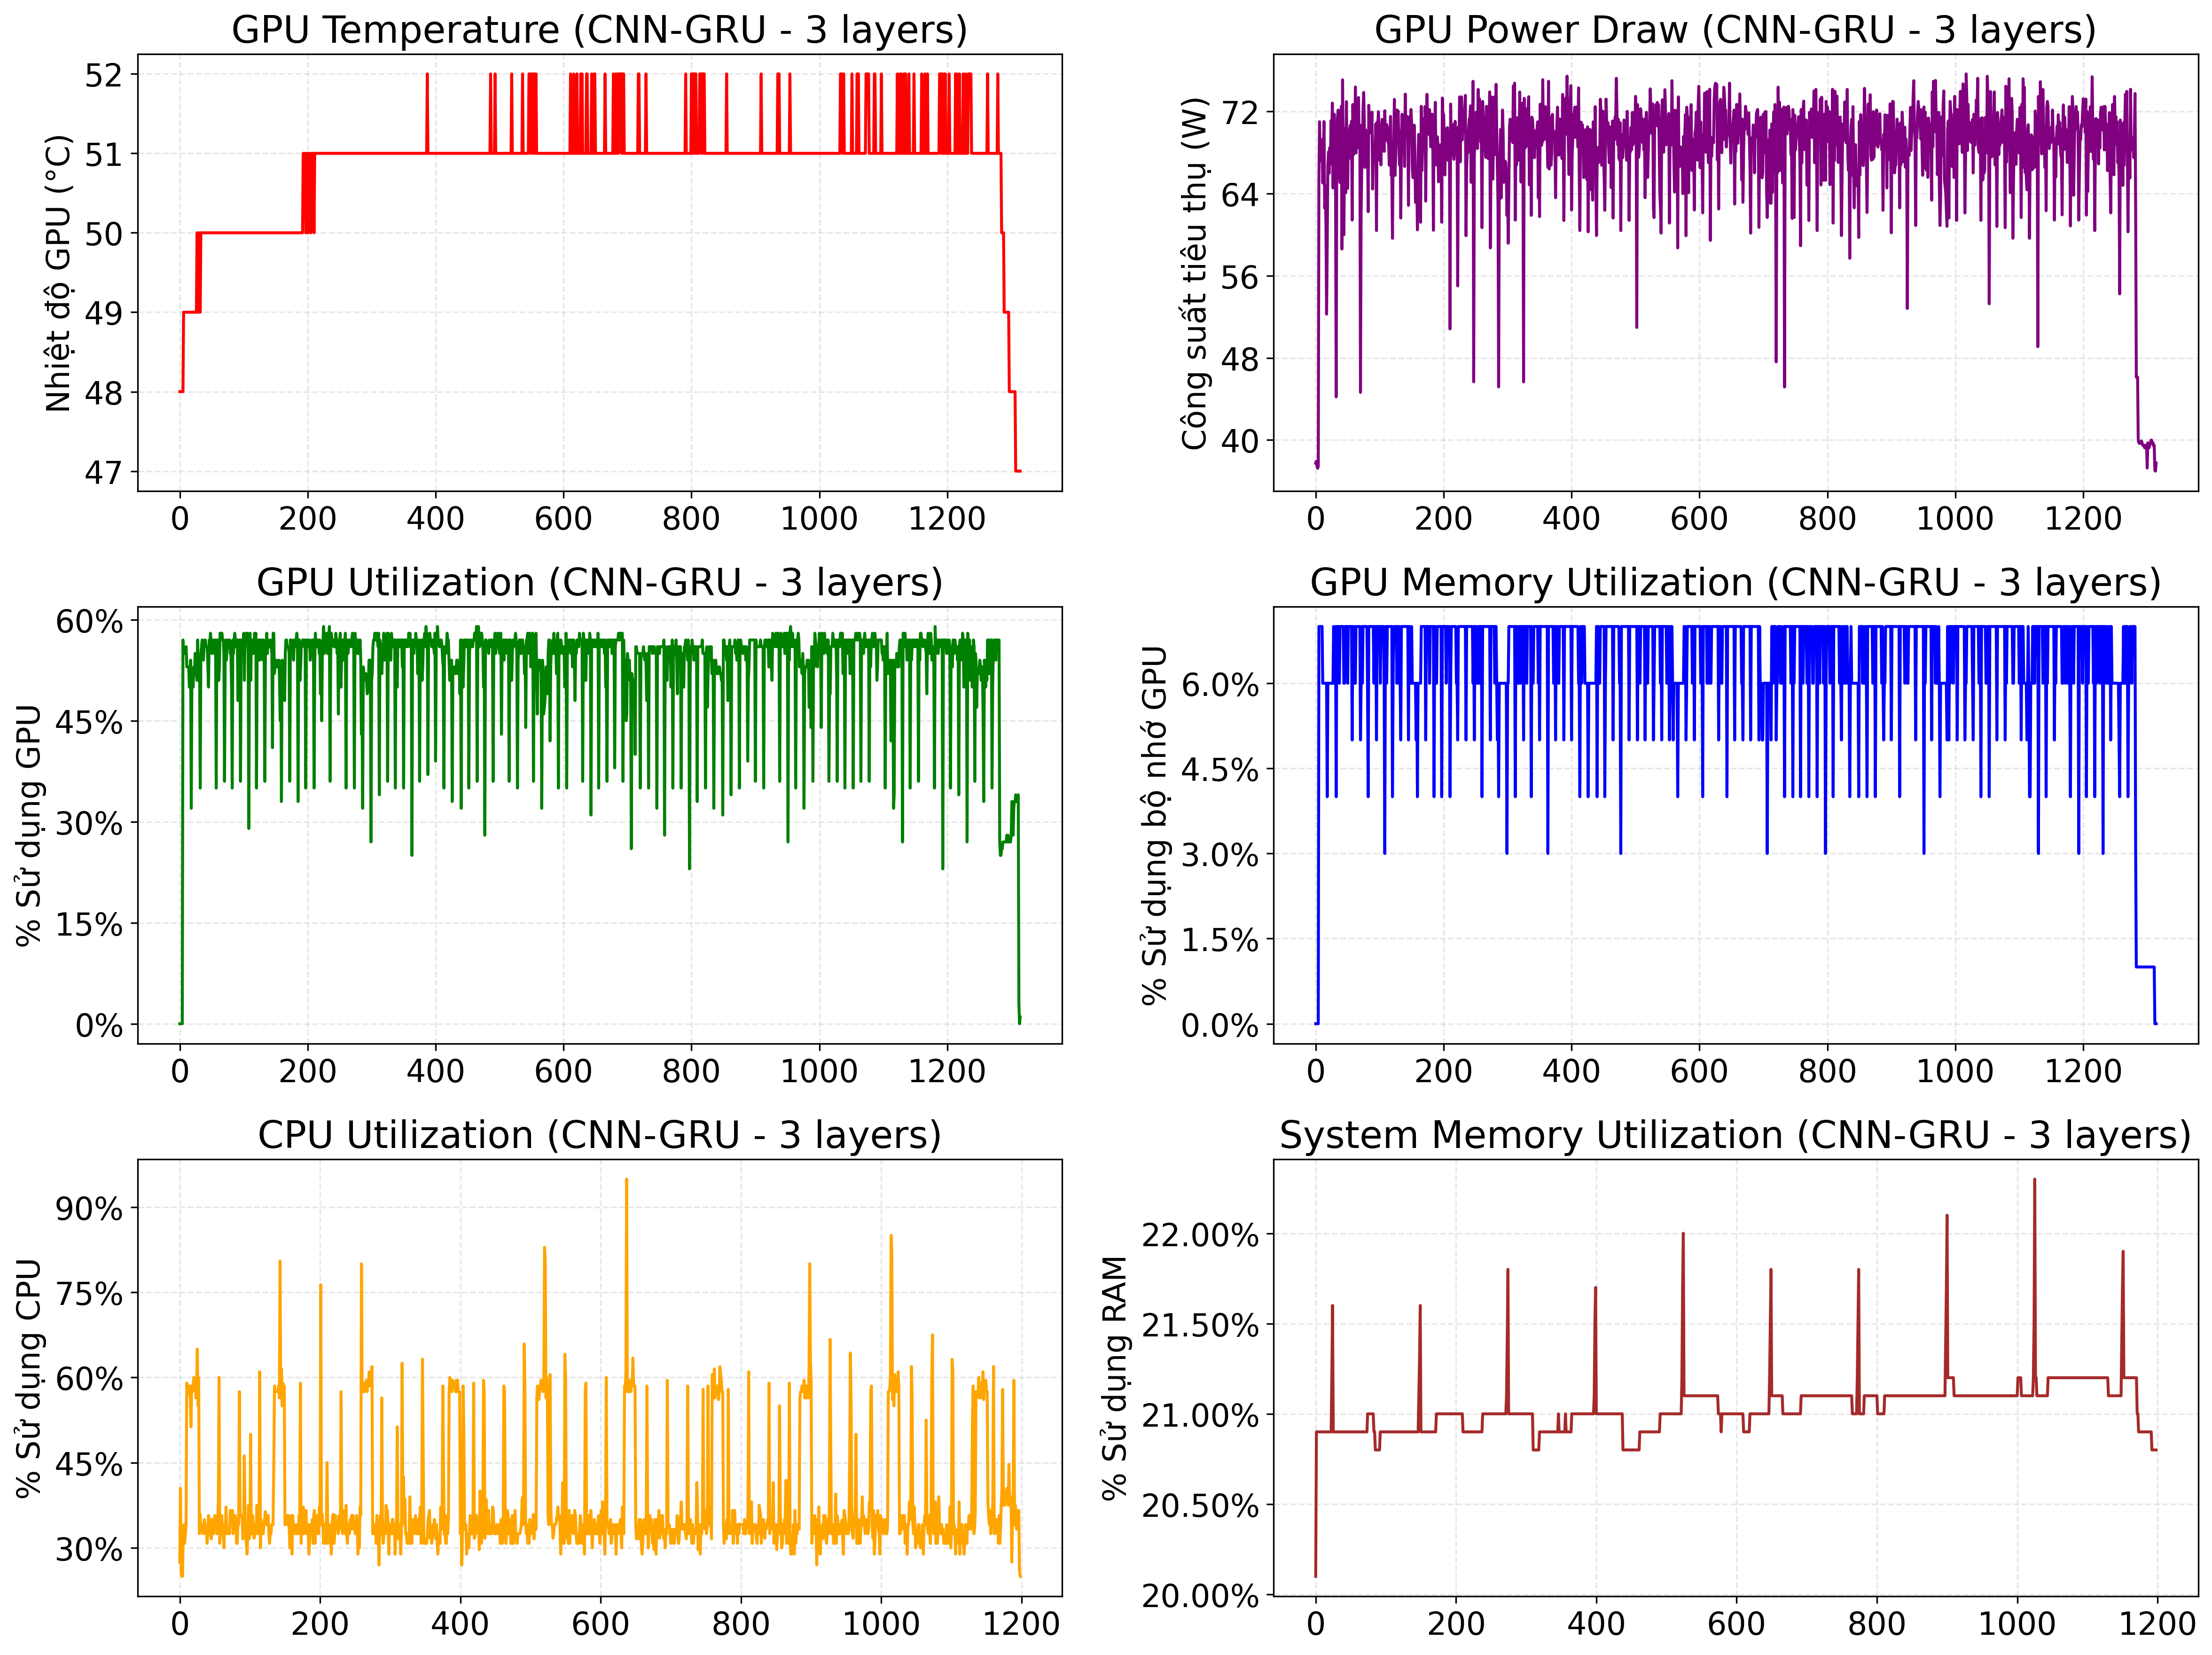 GPU Temperature (CNN-GRU - 3 layers)
Nhiệt độ GPU (°C)
52
51
50
49
48
47
0 200 400 600 800 1000 1200
GPU Power Draw (CNN-GRU - 3 layers)
Công suất tiêu thụ (W)
72
64
56
48
40
0 200 400 600 800 1000 1200
GPU Utilization (CNN-GRU - 3 layers)
% Sử dụng GPU
60%
45%
30%
15%
0%
0 200 400 600 800 1000 1200
GPU Memory Utilization (CNN-GRU - 3 layers)
% Sử dụng bộ nhớ GPU
6.0%
4.5%
3.0%
1.5%
0.0%
0 200 400 600 800 1000 1200
CPU Utilization (CNN-GRU - 3 layers)
% Sử dụng CPU
90%
75%
60%
45%
30%
0 200 400 600 800 1000 1200
System Memory Utilization (CNN-GRU - 3 layers)
% Sử dụng RAM
22.00%
21.50%
21.00%
20.50%
20.00%
0 200 400 600 800 1000 1200